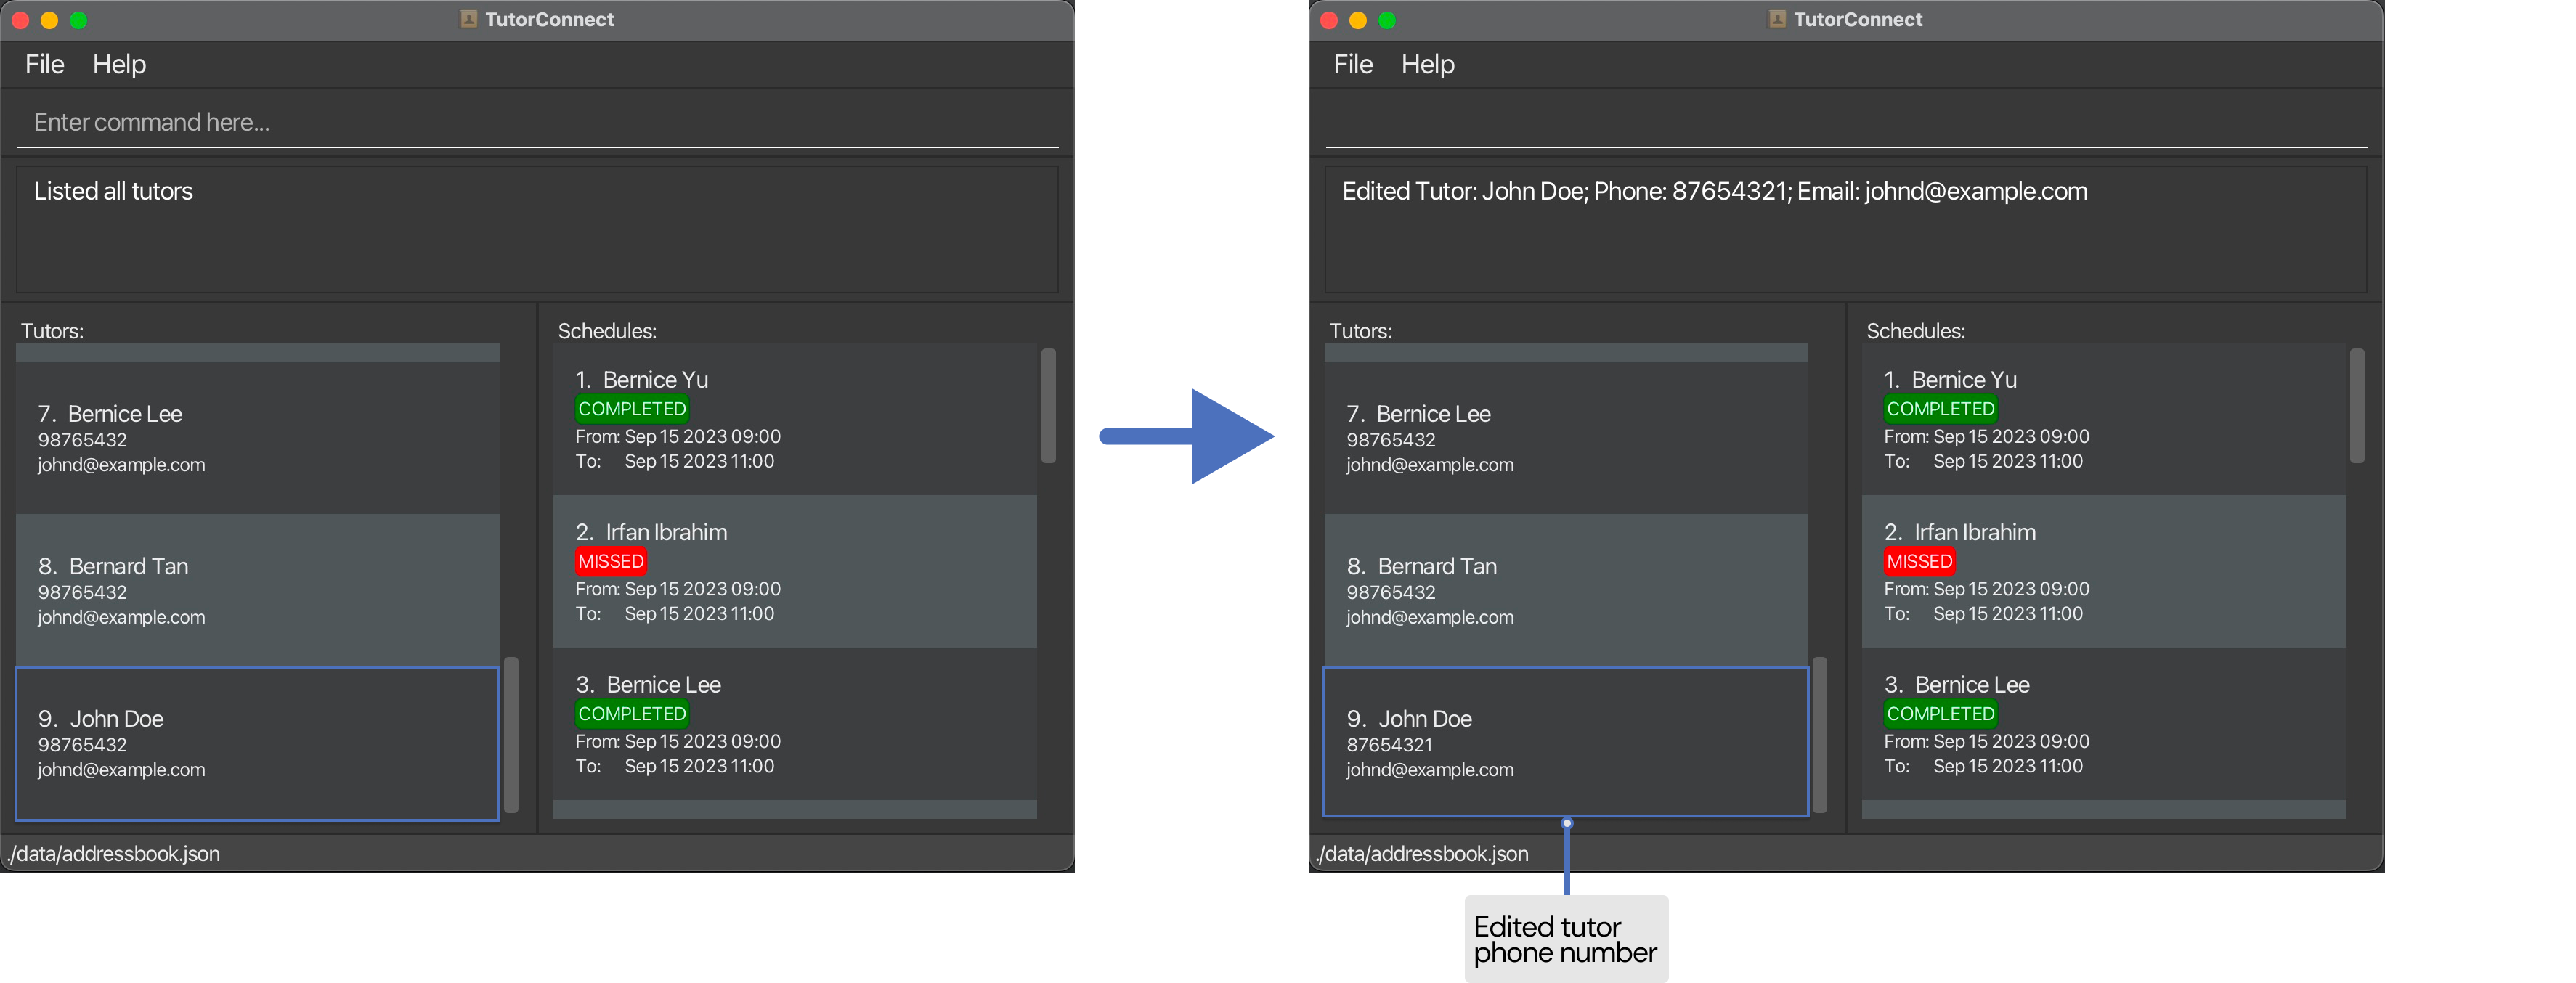 TutorConnect
File Help
Enter command here...
Listed all tutors
Tutors:
7. Bernice Lee
98765432
johnd@example.com
8. Bernard Tan
98765432
johnd@example.com
9. John Doe
98765432
johnd@example.com
Schedules:
1. Bernice Yu
COMPLETED
From: Sep 15 2023 09:00
To: Sep 15 2023 11:00
2. Irfan Ibrahim
MISSED
From: Sep 15 2023 09:00
To: Sep 15 2023 11:00
3. Bernice Lee
COMPLETED
From: Sep 15 2023 09:00
To: Sep 15 2023 11:00
./data/addressbook.json
TutorConnect
File Help
Edited Tutor: John Doe; Phone: 87654321; Email: johnd@example.com
Tutors:
7. Bernice Lee
98765432
johnd@example.com
8. Bernard Tan
98765432
johnd@example.com
9. John Doe
87654321
johnd@example.com
Schedules:
1. Bernice Yu
COMPLETED
From: Sep 15 2023 09:00
To: Sep 15 2023 11:00
2. Irfan Ibrahim
MISSED
From: Sep 15 2023 09:00
To: Sep 15 2023 11:00
3. Bernice Lee
COMPLETED
From: Sep 15 2023 09:00
To: Sep 15 2023 11:00
./data/addressbook.json
Edited tutor
phone number